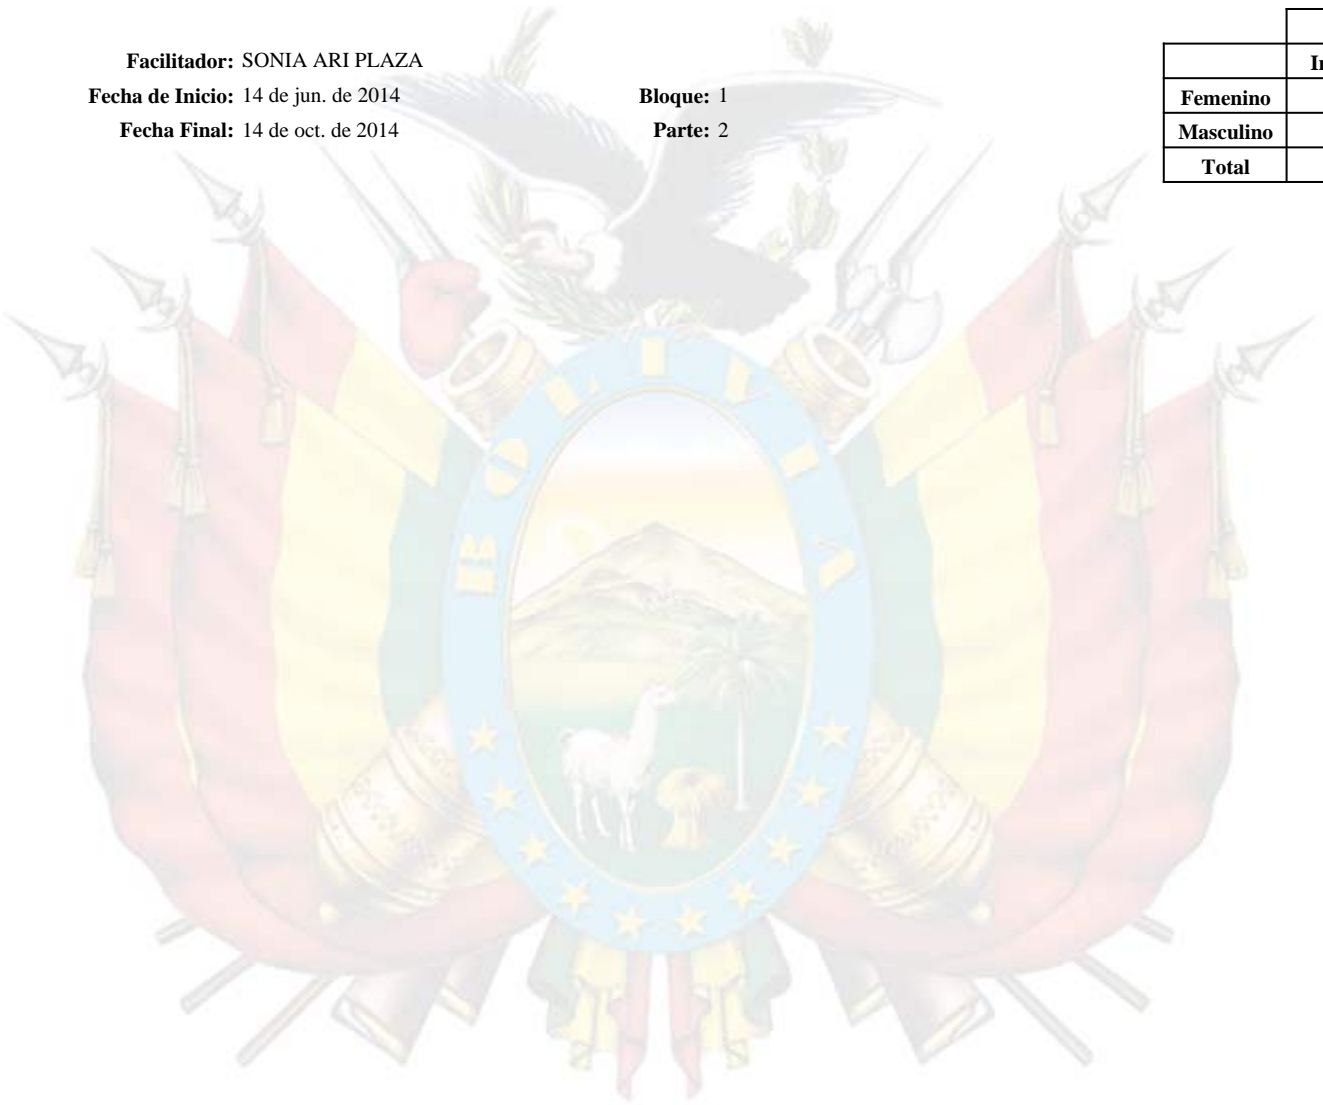 Facilitador: SONIA ARI PLAZA
Fecha de Inicio: 14 de jun. de 2014 Bloque: 1
Fecha Final: 14 de oct. de 2014 Parte: 2
Femenino
Masculino
Total
BOLIVIA